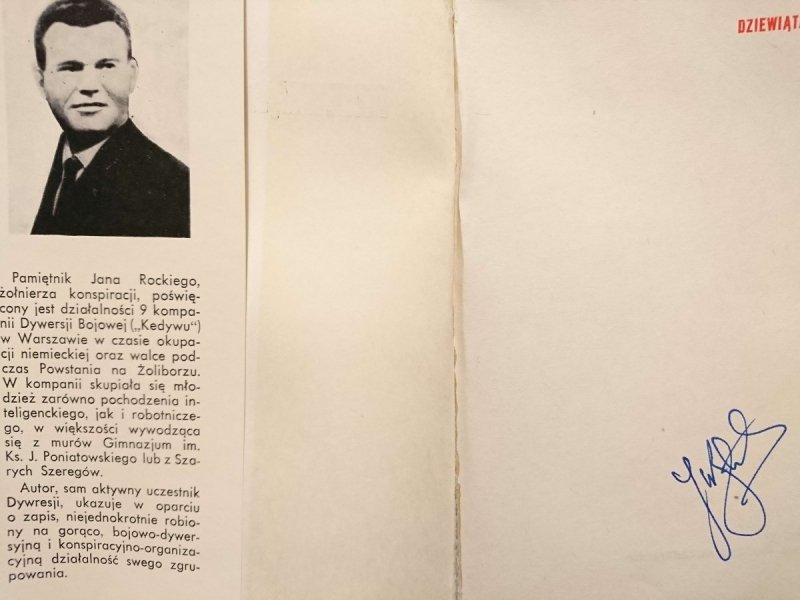 Pamiętnik Jana Rockiego,
żołnierza konspiracji, poświę-
cony jest działalności 9 kompa-
nii Dywersji Bojowej („Kedywu“)
w Warszawie w czasie okupa-
cji niemieckiej oraz walce pod-
czas Powstania na Żoliborzu.
W kompanii skupiała się mło-
dzież zarówno pochodzenia in-
teligenckiego, jak i robotnicze-
go, w większości wywodząca
się z murów Gimnazjum im.
Ks. J. Poniatowskiego lub z Sza-
rych Szeregów.
Autor, sam aktywny uczestnik
Dywresji, ukazuje w oparciu
o zapis, niejednokrotnie robio-
ny na gorąco, bojowo-dywer-
syjną i konspiracyjno-organiza-
cyjną działalność swego zgru-
powania.
DZIEWIĄTA